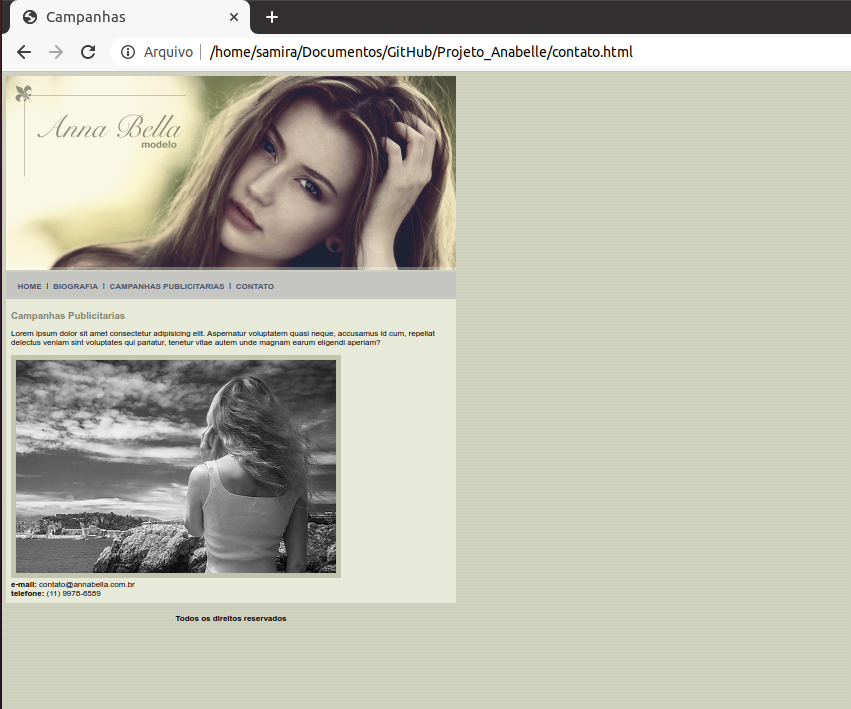 Campanhas
Arquivo | /home/samira/Documentos/GitHub/Projeto_Anabelle/contato.html
Anna Bella
modelo
HOME | BIOGRAFIA | CAMPANHAS PUBLICITARIAS | CONTATO
Campanhas Publicitarias
Lorem ipsum dolor sit amet consectetur adipisicing elit. Aspernatur voluptatem quasi neque, accusamus id cum, repellat
delectus veniam sint voluptates qui pariatur, tenetur vitae autem unde magnam earum eligendi aperiam?
e-mail: contato@annabella.com.br
telefone: (11) 9978-6589
Todos os direitos reservados